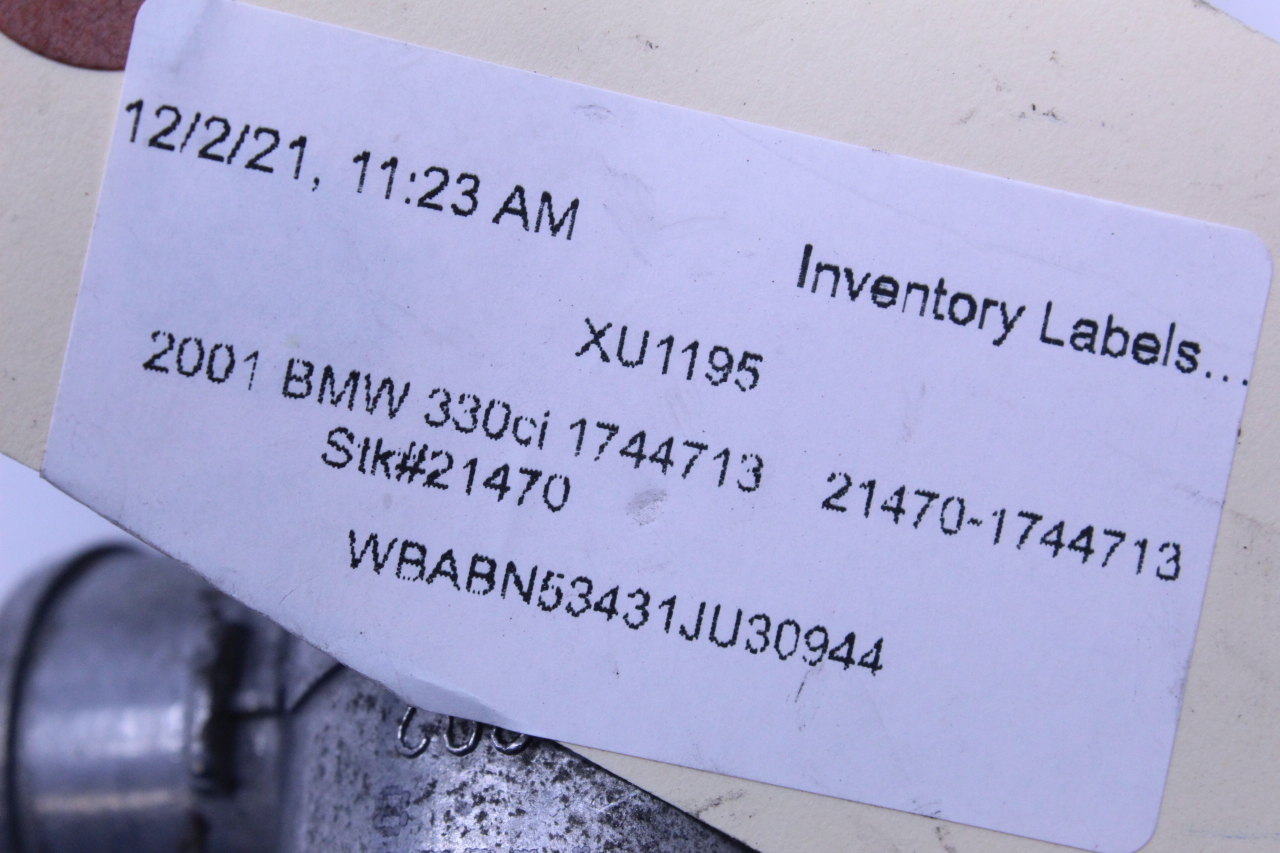 12/2/21, 11:23 AM
Inventory Labels...
XU1195
2001 BMW 330ci 1744713 21470-1744713
Stk#21470
WBABN53431JU30944